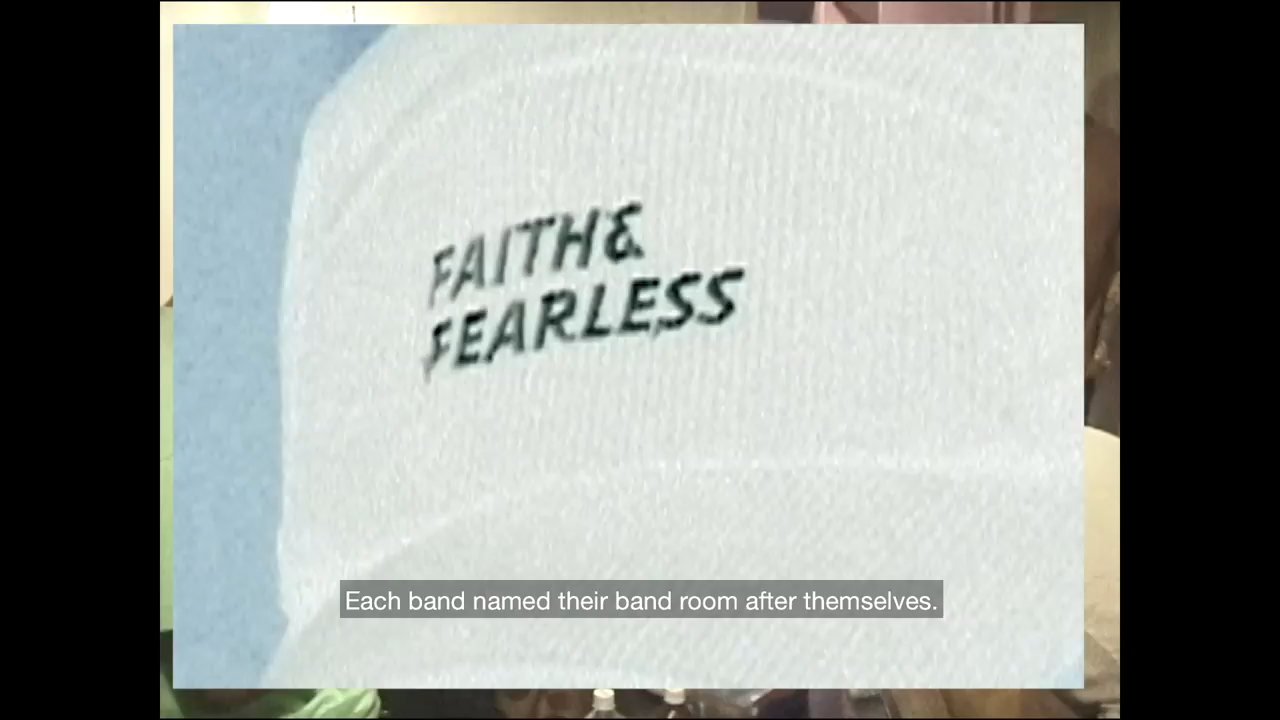 FAITH&
FEARLESS
Each band named their band room after themselves.